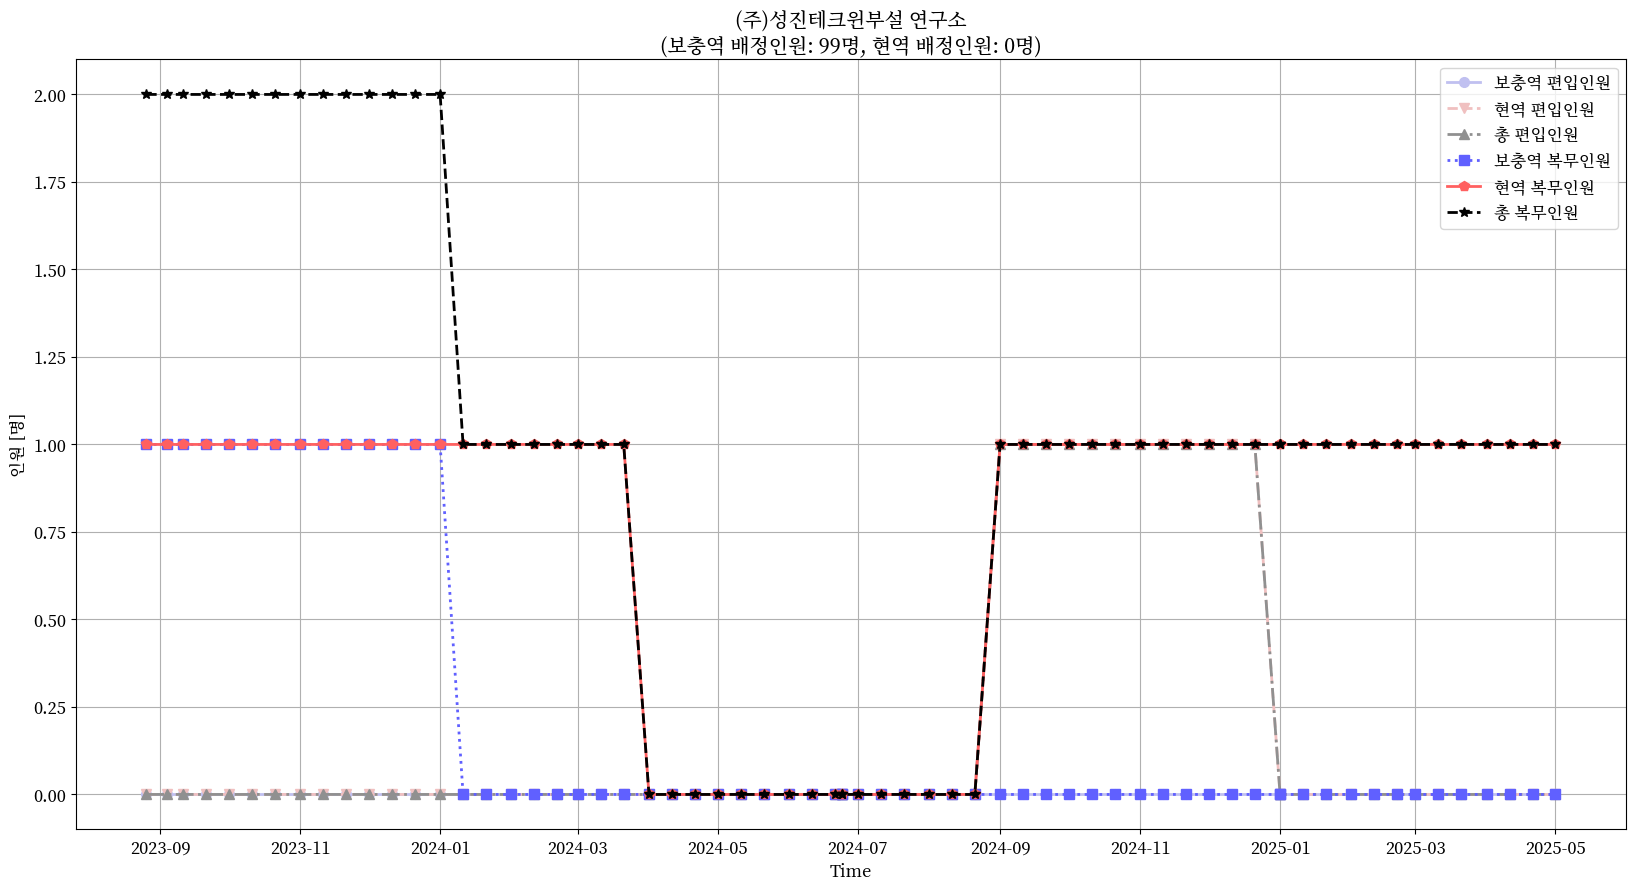 (주)성진테크윈부설 연구소
(보충역 배정인원: 99명, 현역 배정인원: 0명)
보충역 편입인원
현역 편입인원
총 편입인원
보충역 복무인원
현역 복무인원
총 복무인원
인원 [명]
2.00
1.75
1.50
1.25
1.00
0.75
0.50
0.25
0.00
2023-09 2023-11 2024-01 2024-03 2024-05 2024-07 2024-09 2024-11 2025-01 2025-03 2025-05
Time